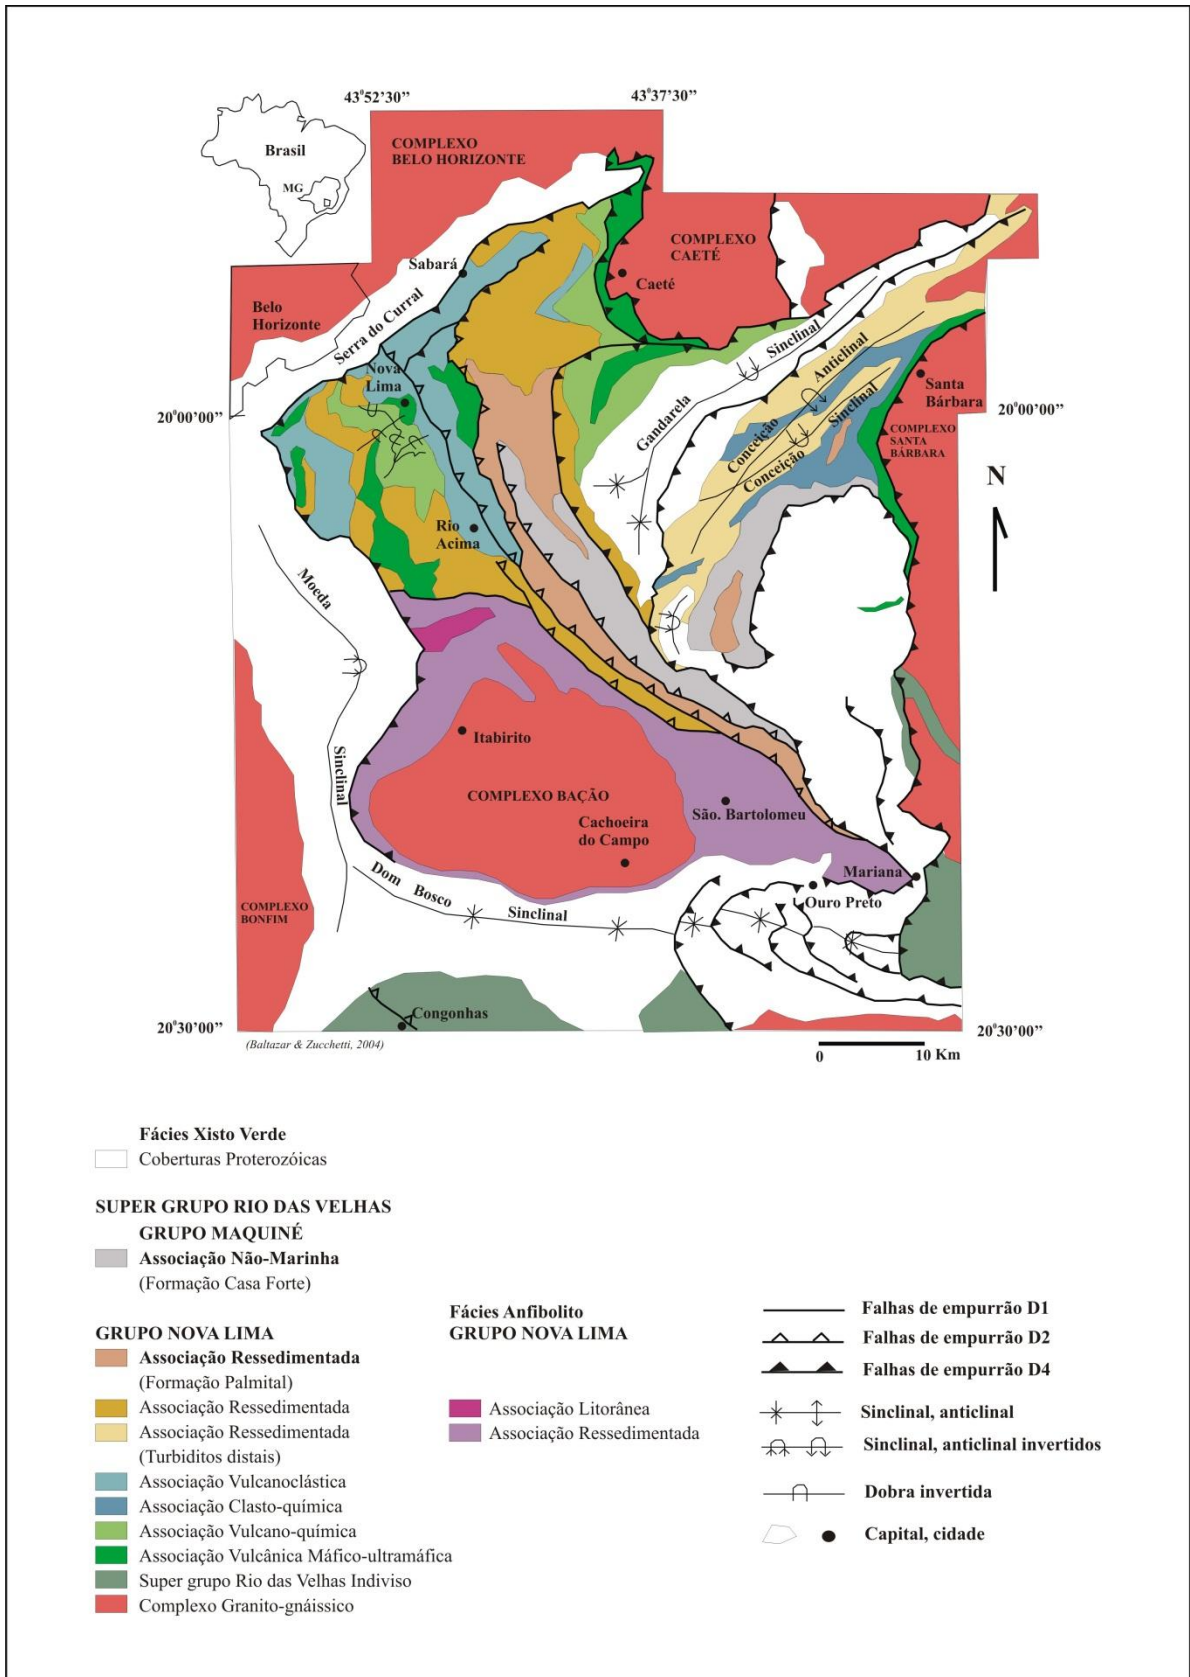 43°52'30''
43°37'30''
Brasil
MG
COMPLEXO
BELO HORIZONTE
COMPLEXO
CAETÉ
Sabará
Caeté
Belo
Horizonte
Serra do Curral
Nova
Lima
Gandarela
Sinclinal
Anticlinal
Conceição
Sinclinal
Conceição
Santa
Bárbara
20°00'00''
20°00'00''
COMPLEXO
SANTA
BÁRBARA
N
Rio
Acima
Moeda
Sinclinal
Itabirito
COMPLEXO BAÇÃO
São. Bartolomeu
Cachoeira
do Campo
Dom Bosco Sinclinal
Mariana
Ouro Preto
COMPLEXO
BONFIM
Congonhas
20°30'00''
20°30'00''
(Baltazar & Zucchetti, 2004)
0 10 Km
Fácies Xisto Verde
Coberturas Proterozóicas
SUPER GRUPO RIO DAS VELHAS
GRUPO MAQUINÉ
Associação Não-Marinha
(Formação Casa Forte)
GRUPO NOVA LIMA
Associação Ressedimentada
(Formação Palmital)
Associação Ressedimentada
Associação Ressedimentada
(Turbiditos distais)
Associação Vulcanoclástica
Associação Clasto-química
Associação Vulcano-química
Associação Vulcânica Máfico-ultramáfica
Super grupo Rio das Velhas Indiviso
Complexo Granito-gnáissico
Fácies Anfibolito
GRUPO NOVA LIMA
Associação Litorânea
Associação Ressedimentada
Falhas de empurrão D1
Falhas de empurrão D2
Falhas de empurrão D4
Sinclinal, anticlinal
Sinclinal, anticlinal invertidos
Dobra invertida
Capital, cidade